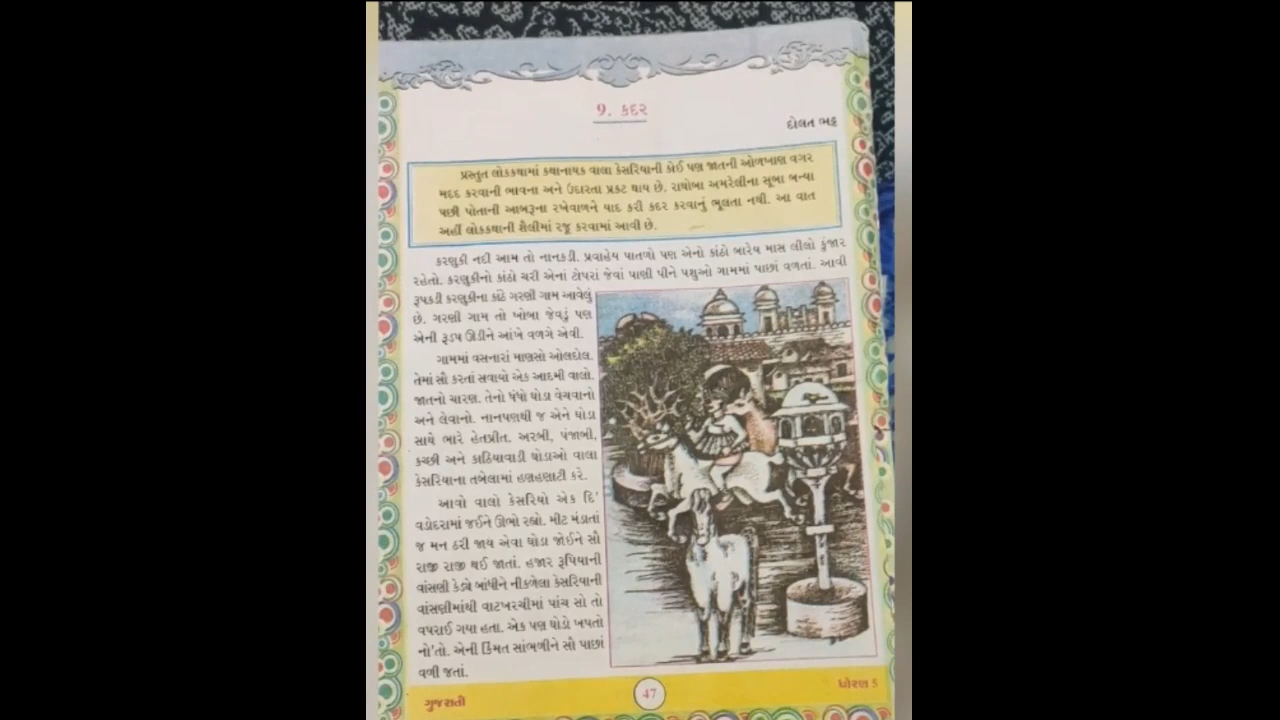 9. કદર
દોલત ભટ્ટ
પ્રસ્તુત લોકકથામાં કથાનાયક વાલા કેસરિયાની કોઈ પણ જાતની ઓળખાણ વગર
મદદ કરવાની ભાવના અને ઉદારતા પ્રકટ થાય છે. રાઘોબા અમરેલીના સૂબા બન્યા
પછી પોતાની આબરૂના રખેવાળને યાદ કરી કદર કરવાનું ભૂલતા નથી. આ વાત
અહીં લોકકથાની શૈલીમાં રજૂ કરવામાં આવી છે.
કરણુકી નદી આમ તો નાનકડી. પ્રવાહેય પાતળો પણ એનો કાંઠો બારેય માસ લીલો કુંજાર
રહેતો. કરણુકીનો કાંઠો ચરી એનાં ટોપરાં જેવાં પાણી પીને પશુઓ ગામમાં પાછાં વળતાં. આવી
રૂપકડી કરણુકીના કાંટે ગરણી ગામ આવેલું
છે. ગરણી ગામ તો ખોબા જેવડું પણ
એની રૂડપ ઊડીને આંખે વળગે એવી.
ગામમાં વસનારાં માણસો ઓલદોલ.
તેમાં સૌ કરતાં સવાયો એક આદમી વાલો.
જાતનો ચારણ. તેનો ધંધો ઘોડા વેચવાનો
અને લેવાનો. નાનપણથી જ એને ઘોડા
સાથે ભારે હેતપ્રીત. અરબી, પંજાબી,
કચ્છી અને કાઠિયાવાડી ઘોડાઓ વાલા
કેસરિયાના તબેલામાં હણહણાટી કરે.
આવો વાલો કેસરિયો એક દિ'
વડોદરામાં જઈને ઊભો રહ્યો. મીટ મંડાતાં
જ મન ઠરી જાય એવા ઘોડા જોઈને સૌ
રાજી રાજી થઈ જાતાં. હજાર રૂપિયાની
વાંસણી કેડ્યે બાંધીને નીકળેલા કેસરિયાની
વાંસણીમાંથી વાટખરચીમાં પાંચ સો તો
વપરાઈ ગયા હતા. એક પણ ઘોડો ખપતો
નો'તો. એની કિંમત સાંભળીને સૌ પાછાં
વળી જતાં.
ગુજરાતી
47
ધોરણ 5